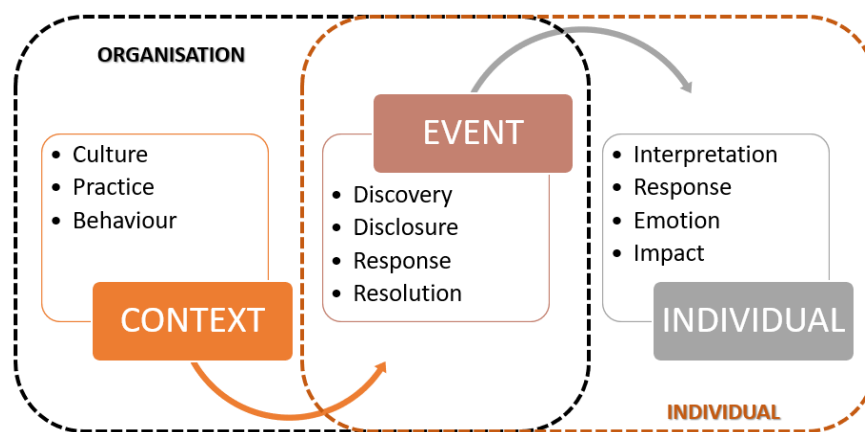 ORGANISATION
• Culture
• Practice
• Behaviour
CONTEXT
EVENT
• Discovery
• Disclosure
• Response
• Resolution
• Interpretation
• Response
• Emotion
• Impact
INDIVIDUAL
INDIVIDUAL